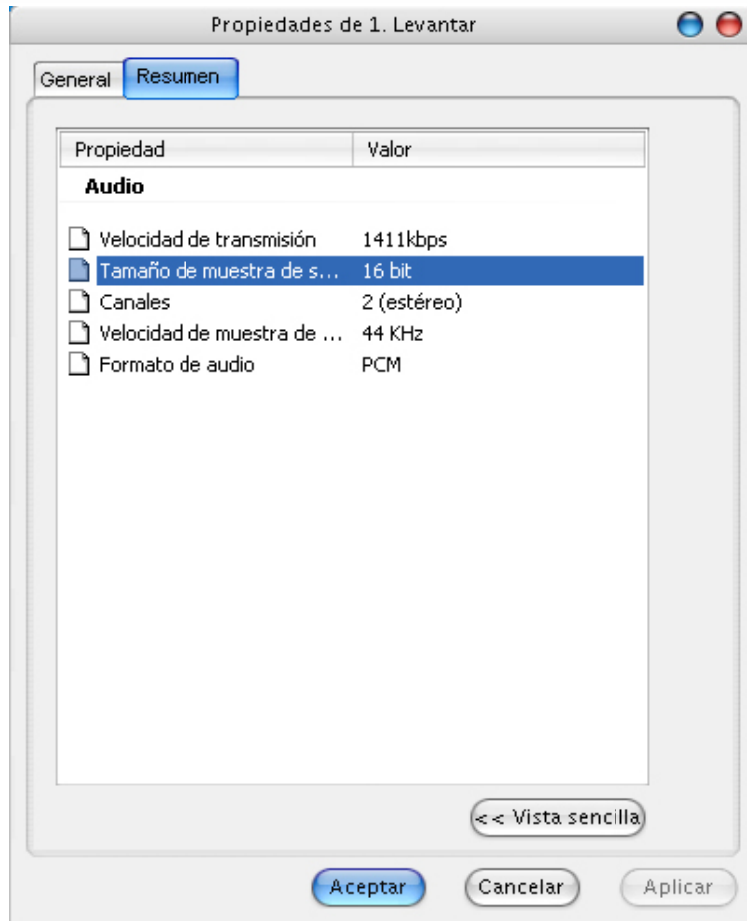 Propiedades de 1. Levantar
General Resumen
Propiedad Valor
Audio
Velocidad de transmisión 1411kbps
Tamaño de muestra de s... 16 bit
Canales 2 (estéreo)
Velocidad de muestra de ... 44 KHz
Formato de audio PCM
<< Vista sencilla
Aceptar Cancelar Aplicar